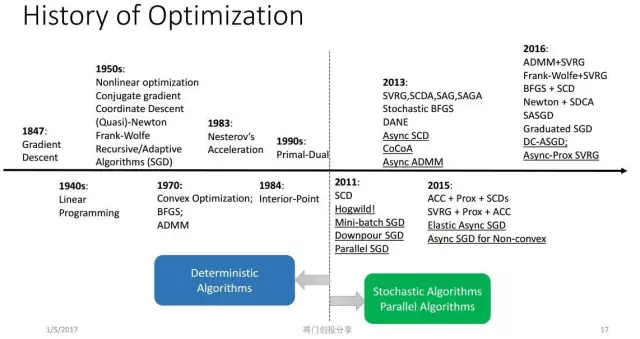 History of Optimization
1847:
Gradient
Descent
1950s:
Nonlinear optimization
Conjugate gradient
Coordinate Descent
(Quasi)-Newton
Frank-Wolfe
Recursive/Adaptive
Algorithms (SGD)
1983:
Nesterov's
Acceleration
1990s:
Primal-Dual
2013:
SVRG,SCDA,SAG,SAGA
Stochastic BFGS
DANE
Async SCD
CoCoA
Async ADMM
2016:
ADMM+SVRG
Frank-Wolfe+SVRG
BFGS + SCD
Newton + SDCA
SASGD
Graduated SGD
DC-ASGD;
Async-Prox SVRG
1940s:
Linear
Programming
1970:
Convex Optimization;
BFGS;
ADMM
1984:
Interior-Point
2011:
SCD
Hogwild!
Mini-batch SGD
Downpour SGD
Parallel SGD
2015:
ACC + Prox + SCDs
SVRG + Prox + ACC
Elastic Async SGD
Async SGD for Non-convex
Deterministic
Algorithms
Stochastic Algorithms
Parallel Algorithms
1/5/2017
将门创投分享
17